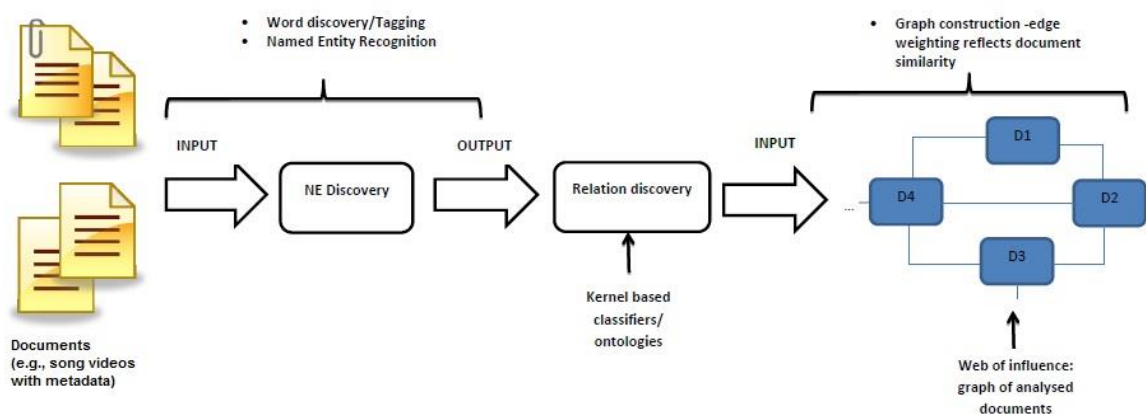 • Word discovery/Tagging
• Named Entity Recognition
• Graph construction -edge
weighting reflects document
similarity
INPUT
OUTPUT
INPUT
NE Discovery
Relation discovery
D1
D4
D2
D3
...
Kernel based
classifiers/
ontologies
Documents
(e.g., song videos
with metadata)
Web of influence:
graph of analysed
documents